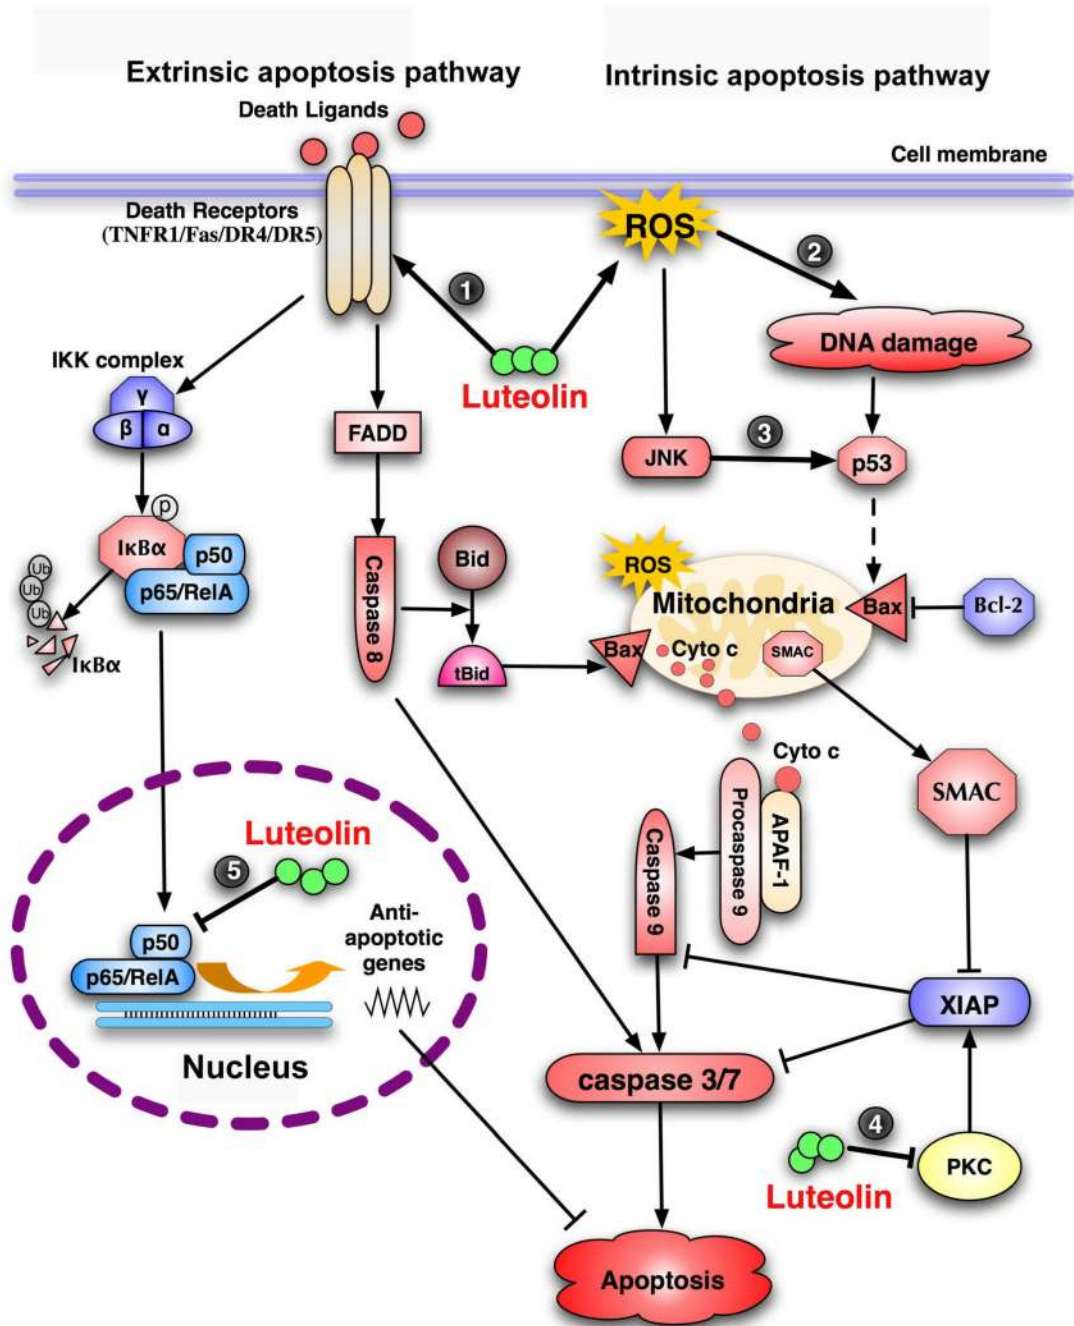 Extrinsic apoptosis pathway
Intrinsic apoptosis pathway
Death Ligands
Cell membrane
Death Receptors
(TNFR1/Fas/DR4/DR5)
ROS
1
2
DNA damage
IKK complex
γ
β α
Luteolin
FADD
JNK
3
p53
P
IκBα
p50
p65/RelA
Ub
Ub
Ub
IκBα
Caspase 8
Bid
tBid
ROS
Mitochondria
Bax
Bcl-2
Bax
Cyto c
SMAC
Cyto c
SMAC
Procaspase 9
APAF-1
Caspase 9
Luteolin
5
p50
p65/RelA
Anti-
apoptotic
genes
Nucleus
XIAP
caspase 3/7
4
PKC
Luteolin
Apoptosis